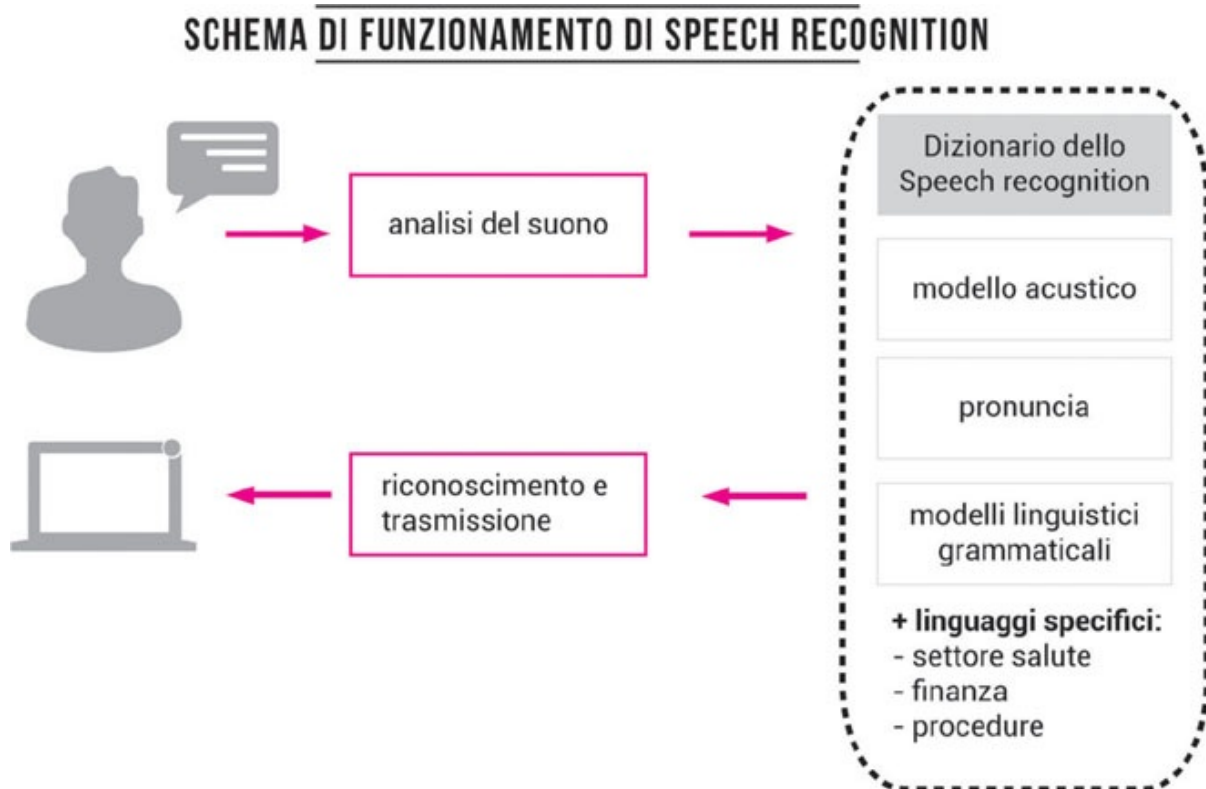 SCHEMA DI FUNZIONAMENTO DI SPEECH RECOGNITION
analisi del suono
Dizionario dello
Speech recognition
modello acustico
pronuncia
modelli linguistici
grammaticali
+ linguaggi specifici:
- settore salute
- finanza
- procedure
riconoscimento e
trasmissione